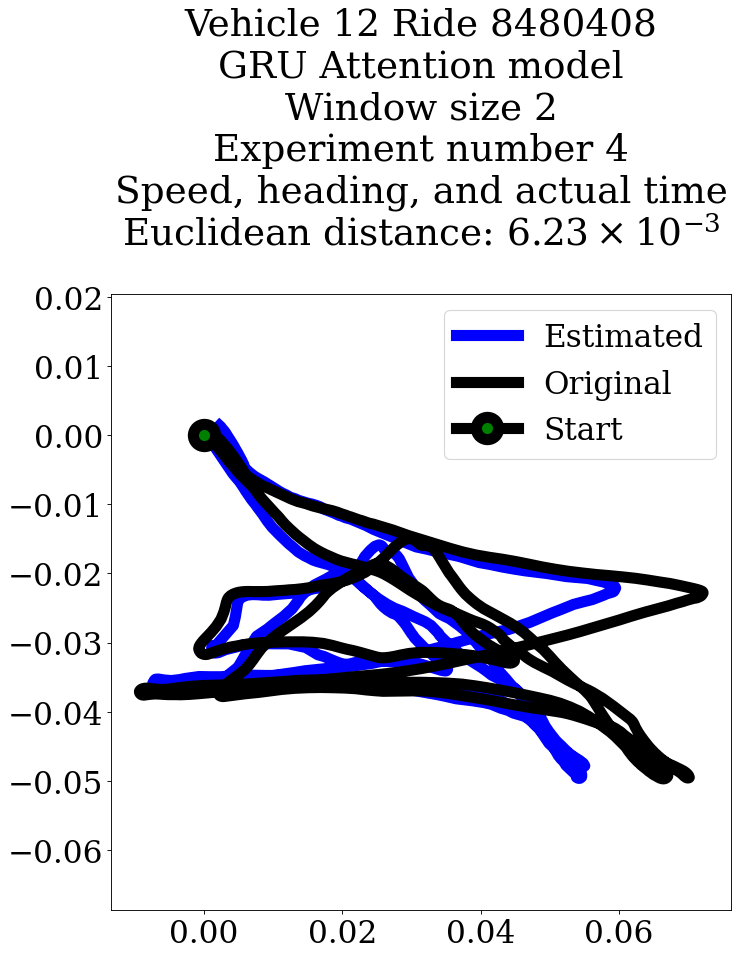 Vehicle 12 Ride 8480408
GRU Attention model
Window size 2
Experiment number 4
Speed, heading, and actual time
Euclidean distance: 6.23 × 10⁻³
Estimated
Original
Start
0.02
0.01
0.00
−0.01
−0.02
−0.03
−0.04
−0.05
−0.06
0.00 0.02 0.04 0.06